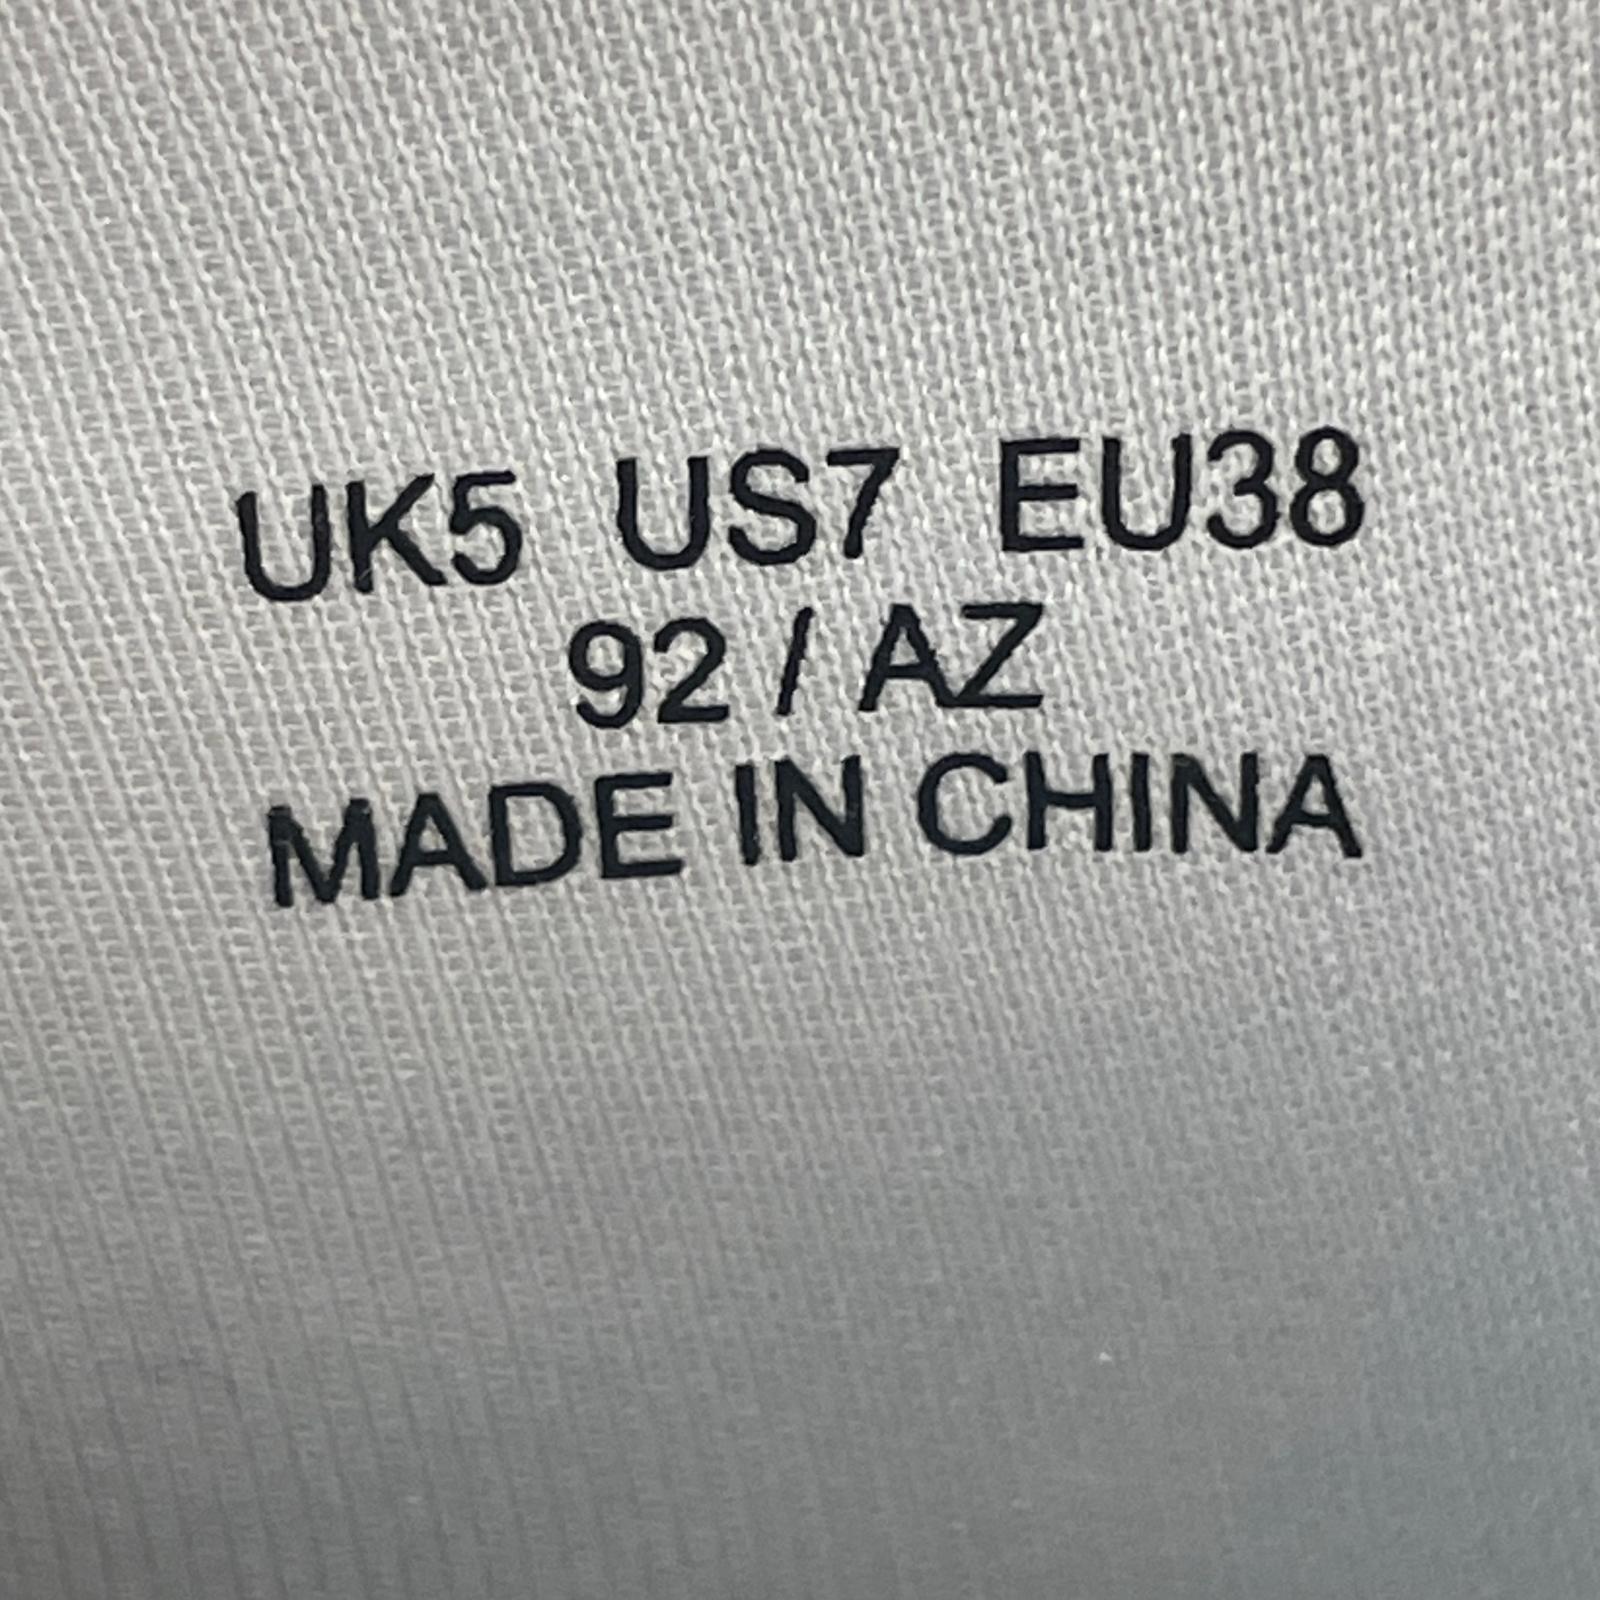 UK5 US7 EU38
92 / AZ
MADE IN CHINA